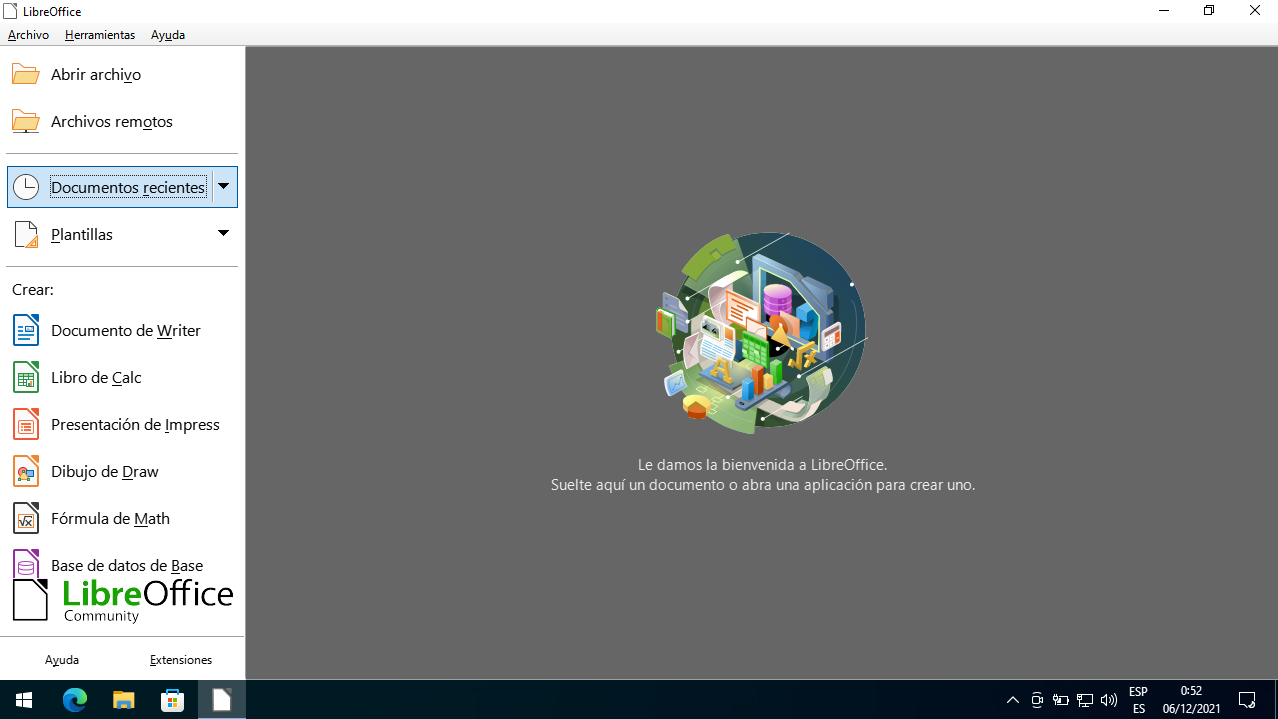 LibreOffice
Archivo Herramientas Ayuda
Abrir archivo
Archivos remotos
Documentos recientes
Plantillas
Crear:
Documento de Writer
Libro de Calc
Presentación de Impress
Dibujo de Draw
Fórmula de Math
Base de datos de Base
LibreOffice
Community
Ayuda Extensiones
Le damos la bienvenida a LibreOffice.
Suelte aquí un documento o abra una aplicación para crear uno.
ESP
ES
0:52
06/12/2021